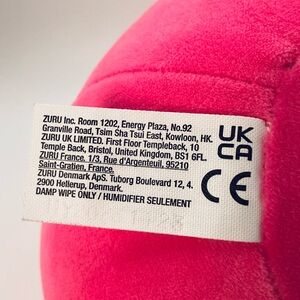 ZURU Inc. Room 1202, Energy Plaza, No.92
Granville Road, Tsim Sha Tsui East, Kowloon, HK.
ZURU UK LIMITED. First Floor Templeback, 10
Temple Back, Bristol, United Kingdom, BS1 6FL.
ZURU France. 1/3, Rue d'Argenteuil, 95210
Saint-Gratien, France.
ZURU Denmark ApS. Tuborg Boulevard 12, 4.
2900 Hellerup, Denmark.
DAMP WIPE ONLY / HUMIDIFIER SEULEMENT
UK
CA
CE